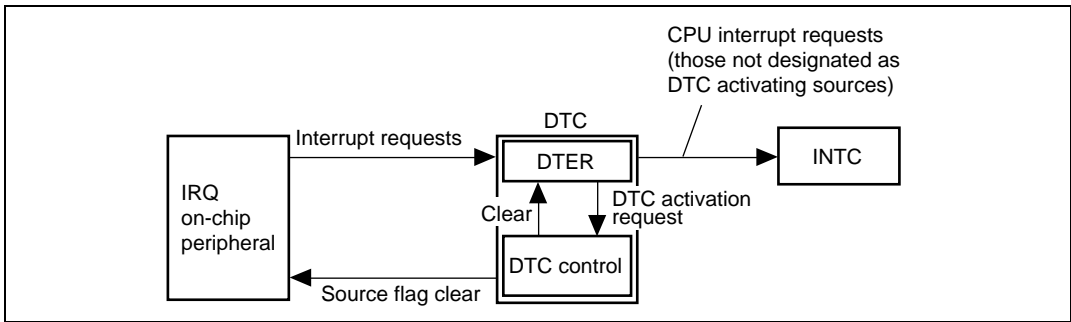 CPU interrupt requests
(those not designated as
DTC activating sources)
DTC
Interrupt requests
DTER
INTC
IRQ
on-chip
peripheral
Clear
DTC activation
request
DTC control
Source flag clear